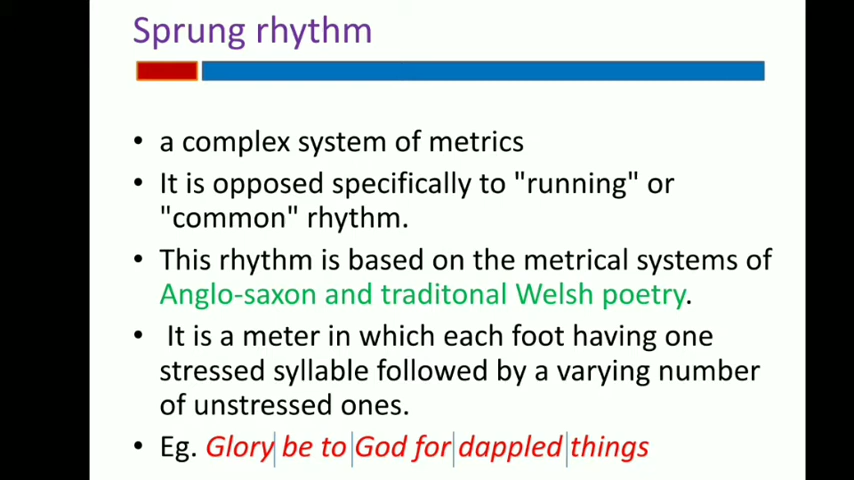 Sprung rhythm
• a complex system of metrics
• It is opposed specifically to "running" or
"common" rhythm.
• This rhythm is based on the metrical systems of
Anglo-saxon and traditonal Welsh poetry.
• It is a meter in which each foot having one
stressed syllable followed by a varying number
of unstressed ones.
• Eg. Glory| be to |God for| dappled |things